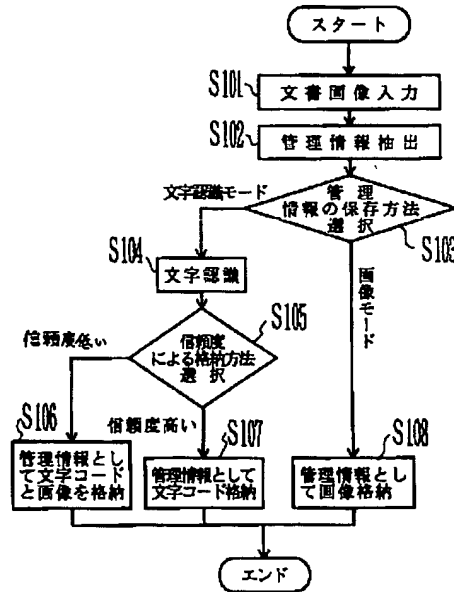 スタート
S101
文書画像入力
S102
管理情報抽出
文字認識モード
管理
情報の保存方法
選択
S103
S104
文字認識
画像モード
信頼度低い
信頼度
による格納方法
選択
S105
信頼度高い
S106
管理情報とし
て文字コード
と画像を格納
S107
管理情報として
文字コード格納
S108
管理情報とし
て画像格納
エンド